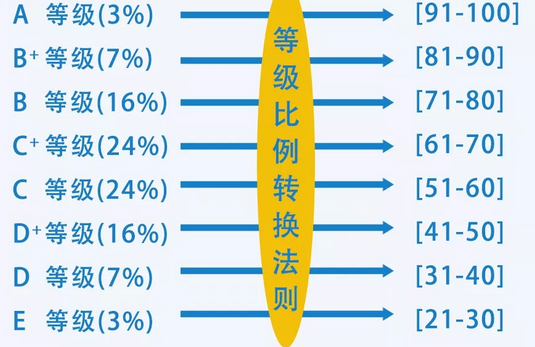 A 等级(3%) [91-100]
B⁺ 等级(7%) [81-90]
B 等级(16%) [71-80]
C⁺ 等级(24%) [61-70]
C 等级(24%) [51-60]
D⁺ 等级(16%) [41-50]
D 等级(7%) [31-40]
E 等级(3%) [21-30]
等级比例转换法则